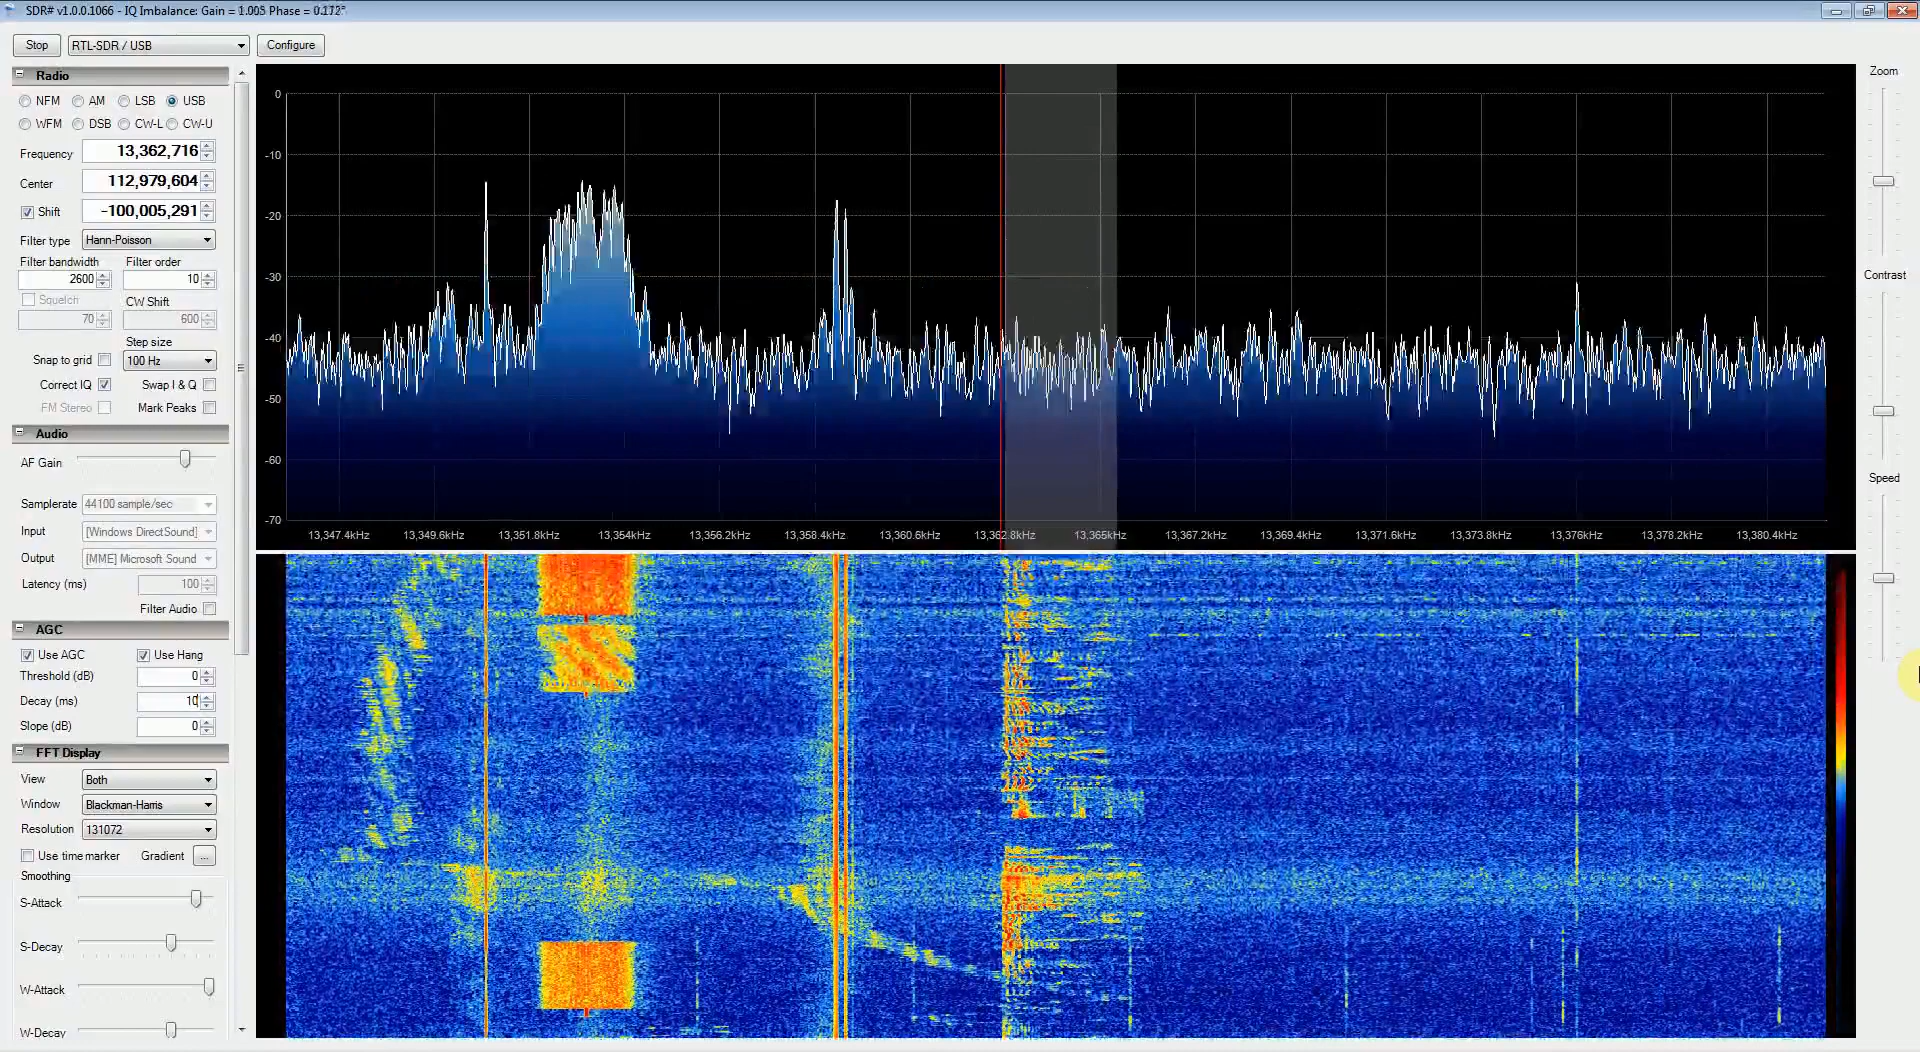 SDR# v1.0.0.1066 - IQ Imbalance: Gain = 1.003 Phase = 0.172°
Stop RTL-SDR / USB Configure
Radio
NFM AM LSB USB
WFM DSB CW-L CW-U
Frequency 13,362,716
Center 112,979,604
Shift -100,005,291
Filter type Hann-Poisson
Filter bandwidth Filter order
2600 10
Squelch CW Shift
70 600
Step size
Snap to grid 100 Hz
Correct IQ Swap I & Q
FM Stereo Mark Peaks
Audio
AF Gain
Samplerate 44100 sample/sec
Input [Windows DirectSound]
Output [MME] Microsoft Sound
Latency (ms) 100
Filter Audio
AGC
Use AGC Use Hang
Threshold (dB) 0
Decay (ms) 10
Slope (dB) 0
FFT Display
View Both
Window Blackman-Harris
Resolution 131072
Use time marker Gradient ...
Smoothing
S-Attack
S-Decay
W-Attack
W-Decay
0
-10
-20
-30
-40
-50
-60
-70
13,347.4kHz 13,349.6kHz 13,351.8kHz 13,354kHz 13,356.2kHz 13,358.4kHz 13,360.6kHz 13,362.8kHz 13,365kHz 13,367.2kHz 13,369.4kHz 13,371.6kHz 13,373.8kHz 13,376kHz 13,378.2kHz 13,380.4kHz
Zoom
Contrast
Speed